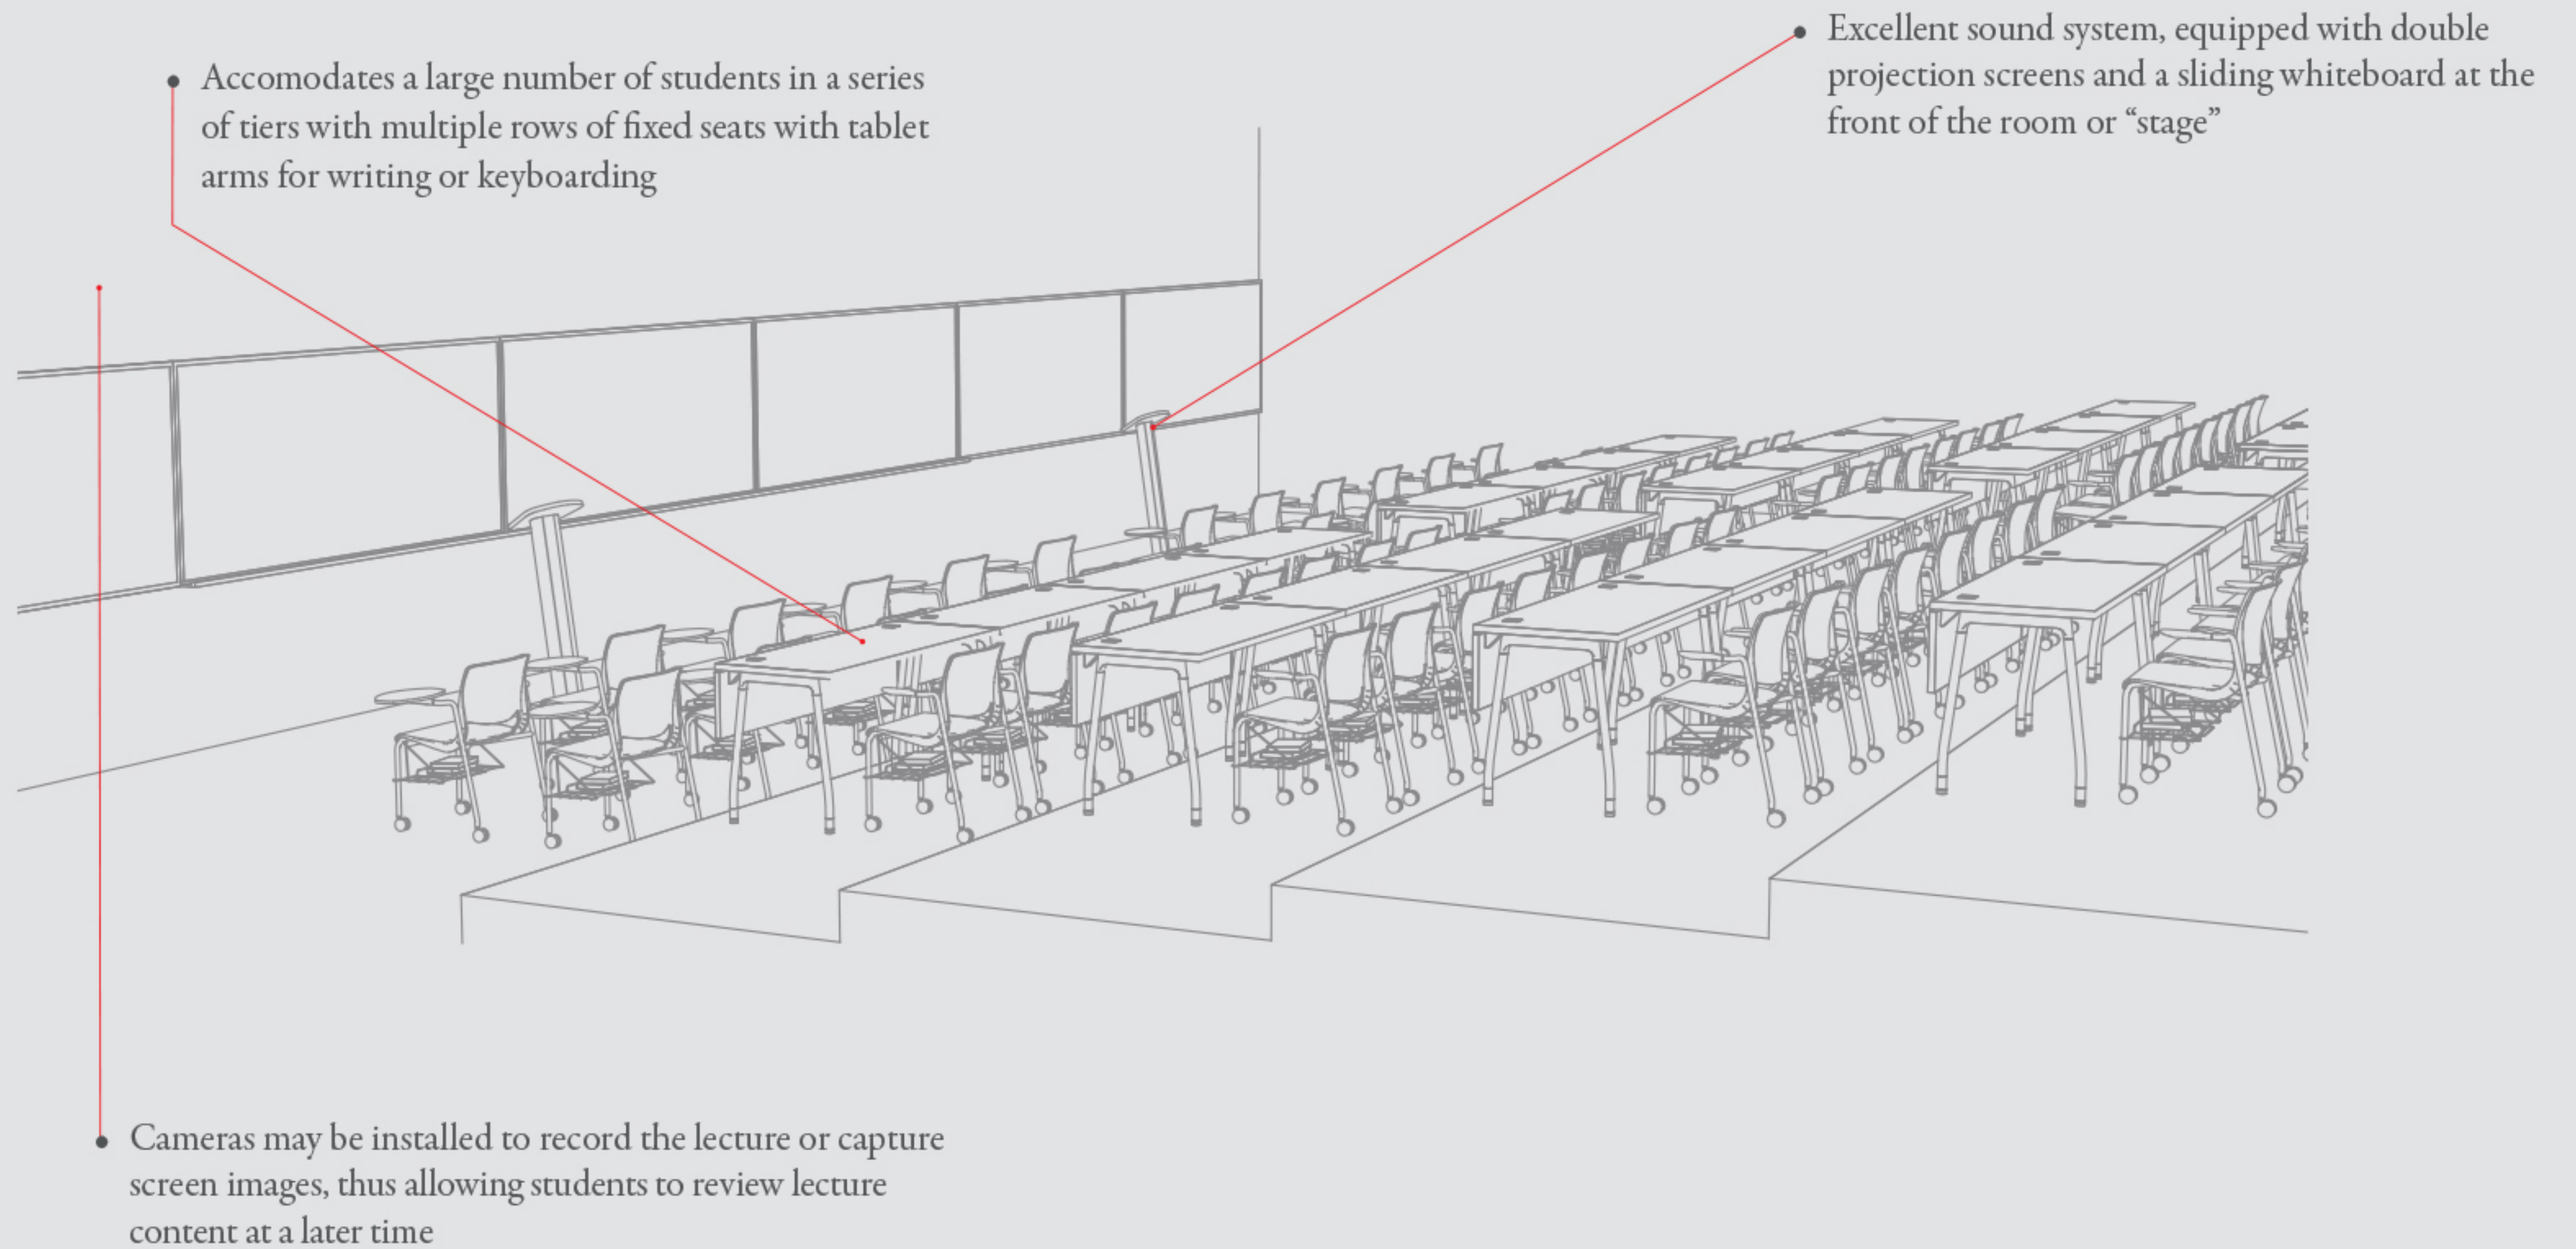 Accomodates a large number of students in a series
of tiers with multiple rows of fixed seats with tablet
arms for writing or keyboarding
Excellent sound system, equipped with double
projection screens and a sliding whiteboard at the
front of the room or “stage”
Cameras may be installed to record the lecture or capture
screen images, thus allowing students to review lecture
content at a later time